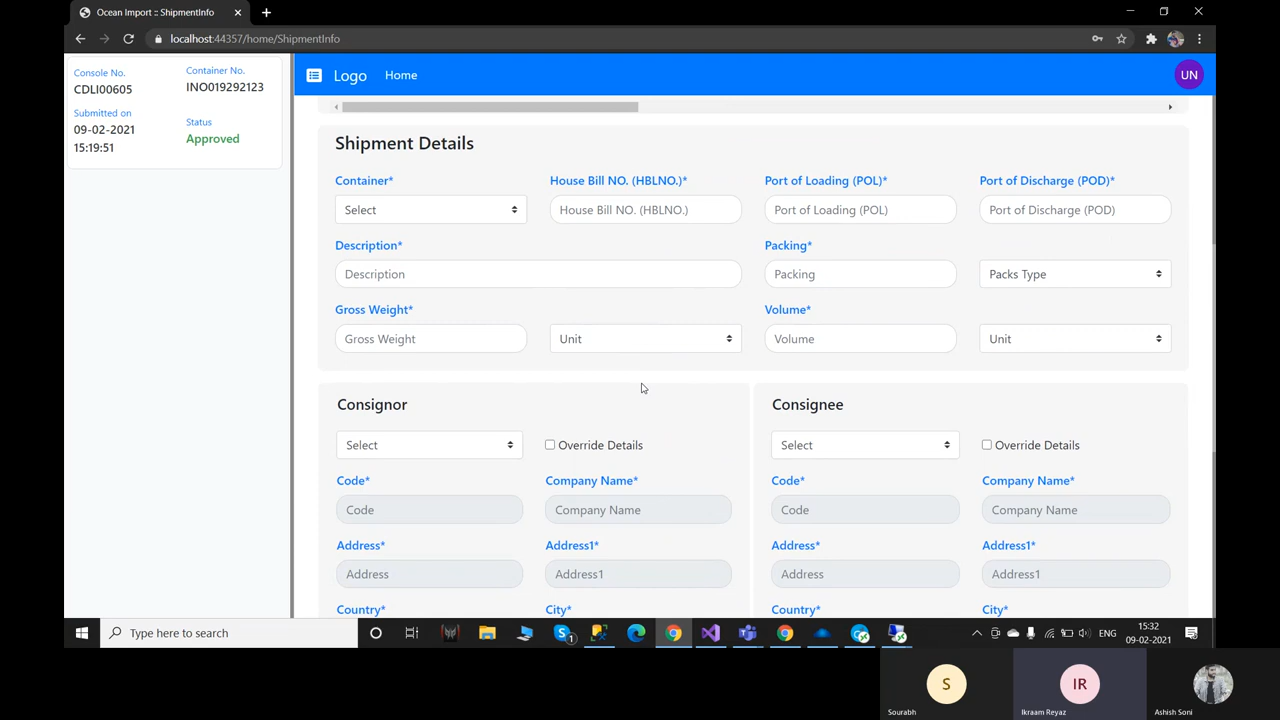 Ocean Import :: ShipmentInfo
localhost:44357/home/ShipmentInfo
Console No.
CDLI00605
Container No.
INO019292123
Submitted on
09-02-2021
15:19:51
Status
Approved
Logo
Home
UN
Shipment Details
Container*
House Bill NO. (HBLNO.)*
Port of Loading (POL)*
Port of Discharge (POD)*
Select
House Bill NO. (HBLNO.)
Port of Loading (POL)
Port of Discharge (POD)
Description*
Packing*
Description
Packing
Packs Type
Gross Weight*
Volume*
Gross Weight
Unit
Volume
Unit
Consignor
Select
Override Details
Code*
Company Name*
Code
Company Name
Address*
Address1*
Address
Address1
Country*
City*
Consignee
Select
Override Details
Code*
Company Name*
Code
Company Name
Address*
Address1*
Address
Address1
Country*
City*
Type here to search
1
ENG
15:32
09-02-2021
S
Sourabh
IR
Ikraam Reyaz
Ashish Soni